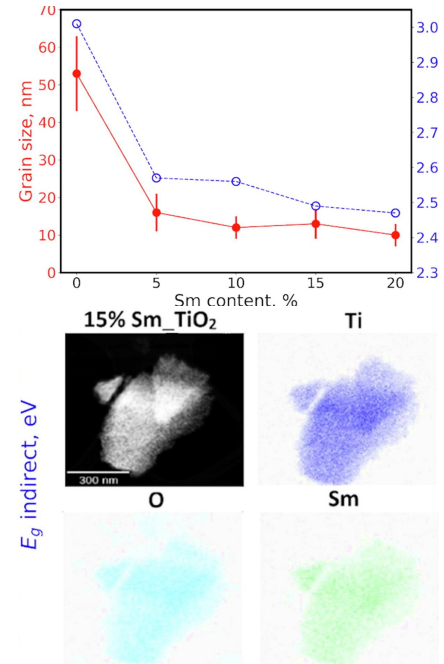 70
60
50
40
30
20
10
0
Grain size, nm
3.0
2.9
2.8
2.7
2.6
2.5
2.4
2.3
0 5 10 15 20
Sm content, %
15% Sm_TiO₂
Ti
300 nm
E_g indirect, eV
O
Sm